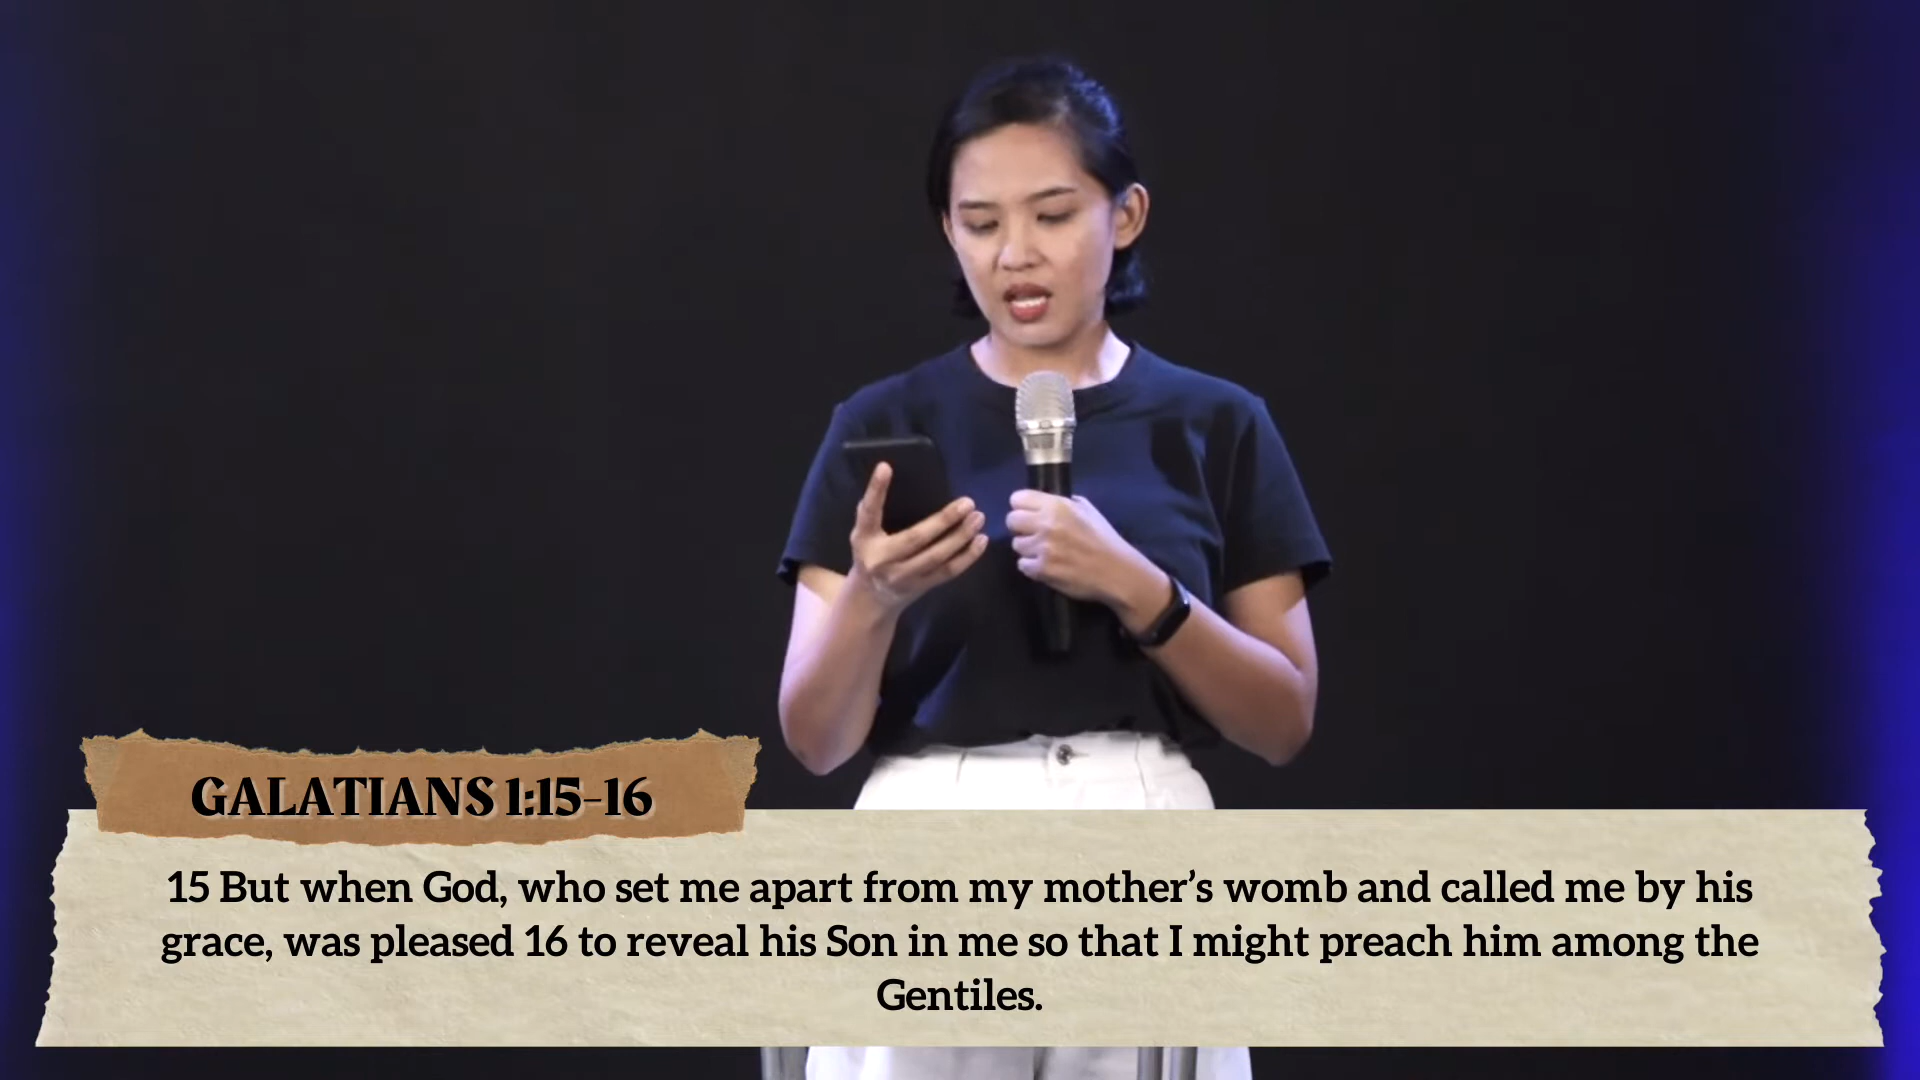 GALATIANS 1:15-16
15 But when God, who set me apart from my mother’s womb and called me by his
grace, was pleased 16 to reveal his Son in me so that I might preach him among the
Gentiles.